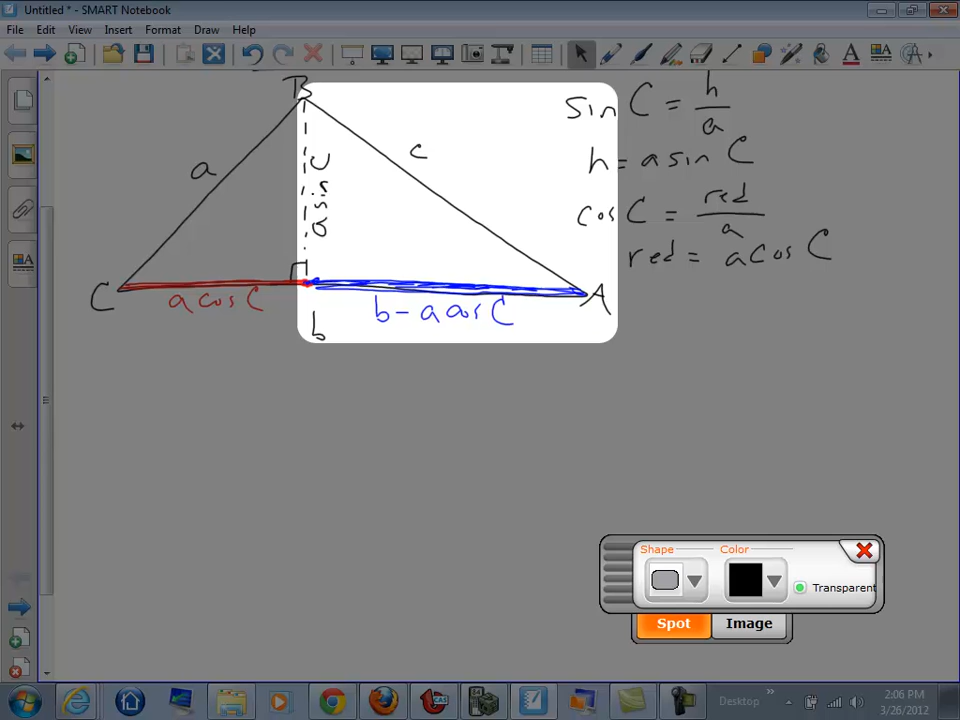 Untitled * - SMART Notebook
File Edit View Insert Format Draw Help
B
sin C = h/a
a
c
a sin C
h = a sin C
cos C = red/a
red = a cos C
C
a cos C
b - a cos C
A
b
Shape Color
Transparent
Spot Image
Desktop
2:06 PM
3/26/2012